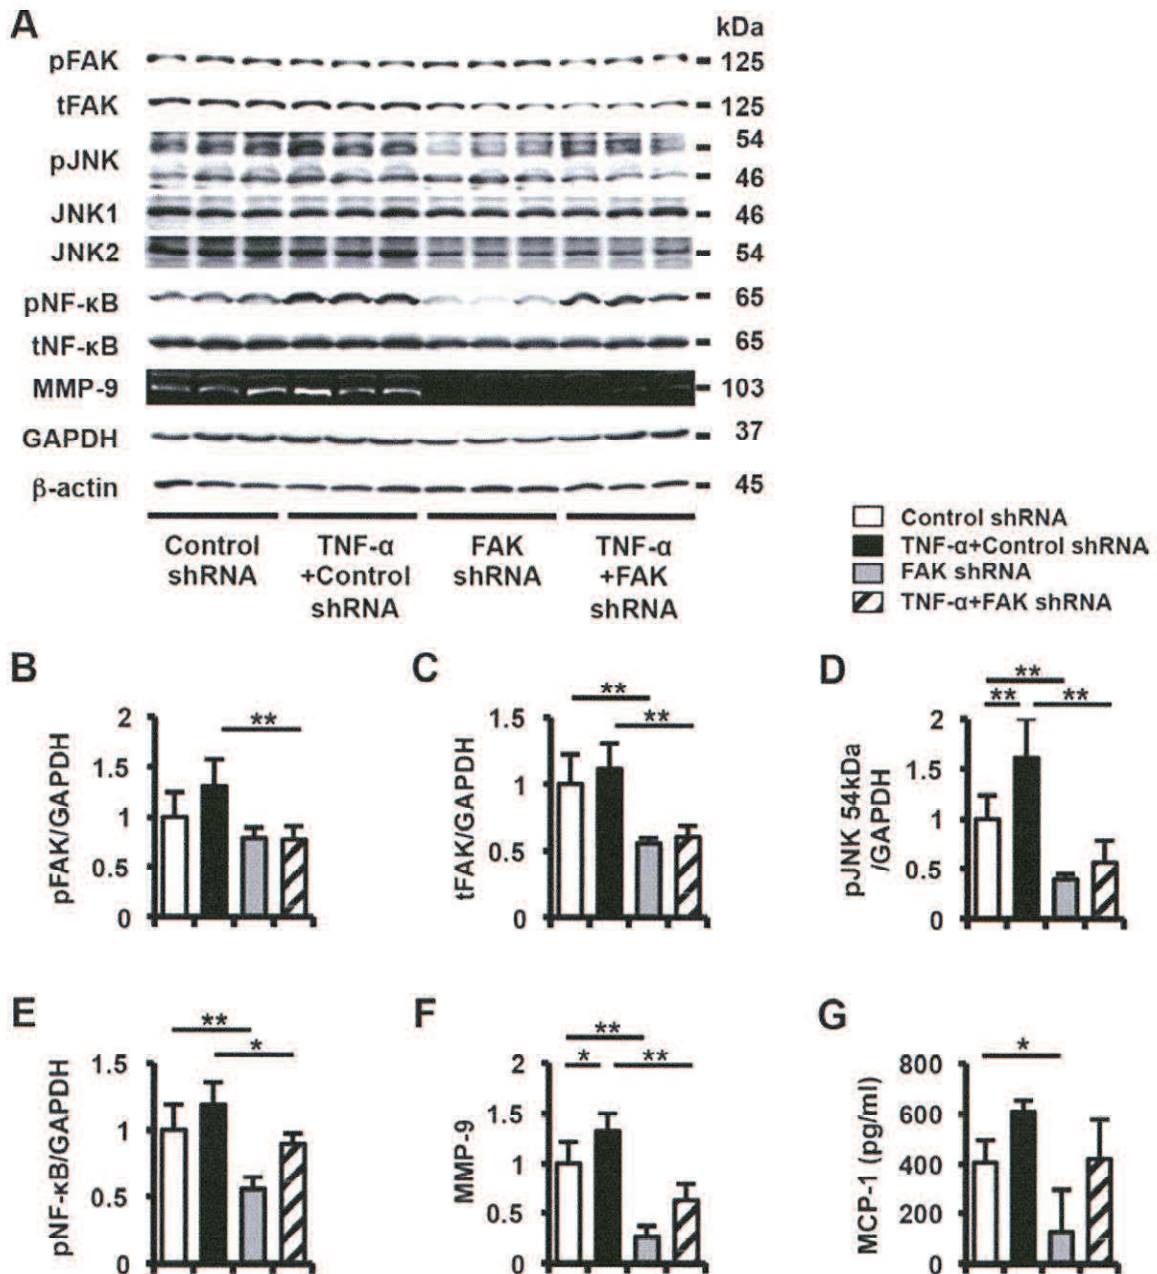 A
kDa
pFAK 125
tFAK 125
pJNK 54
46
JNK1 46
JNK2 54
pNF-κB 65
tNF-κB 65
MMP-9 103
GAPDH 37
β-actin 45
Control shRNA
TNF-α +Control shRNA
FAK shRNA
TNF-α +FAK shRNA
Control shRNA
TNF-α+Control shRNA
FAK shRNA
TNF-α+FAK shRNA
B
pFAK/GAPDH
2
1.5
1
0.5
0
**
C
tFAK/GAPDH
1.5
1
0.5
0
**
**
D
pJNK 54kDa
/GAPDH
2
1.5
1
0.5
0
**
**
**
E
pNF-κB/GAPDH
1.5
1
0.5
0
**
*
F
MMP-9
2
1.5
1
0.5
0
**
*
**
G
MCP-1 (pg/ml)
800
600
400
200
0
*